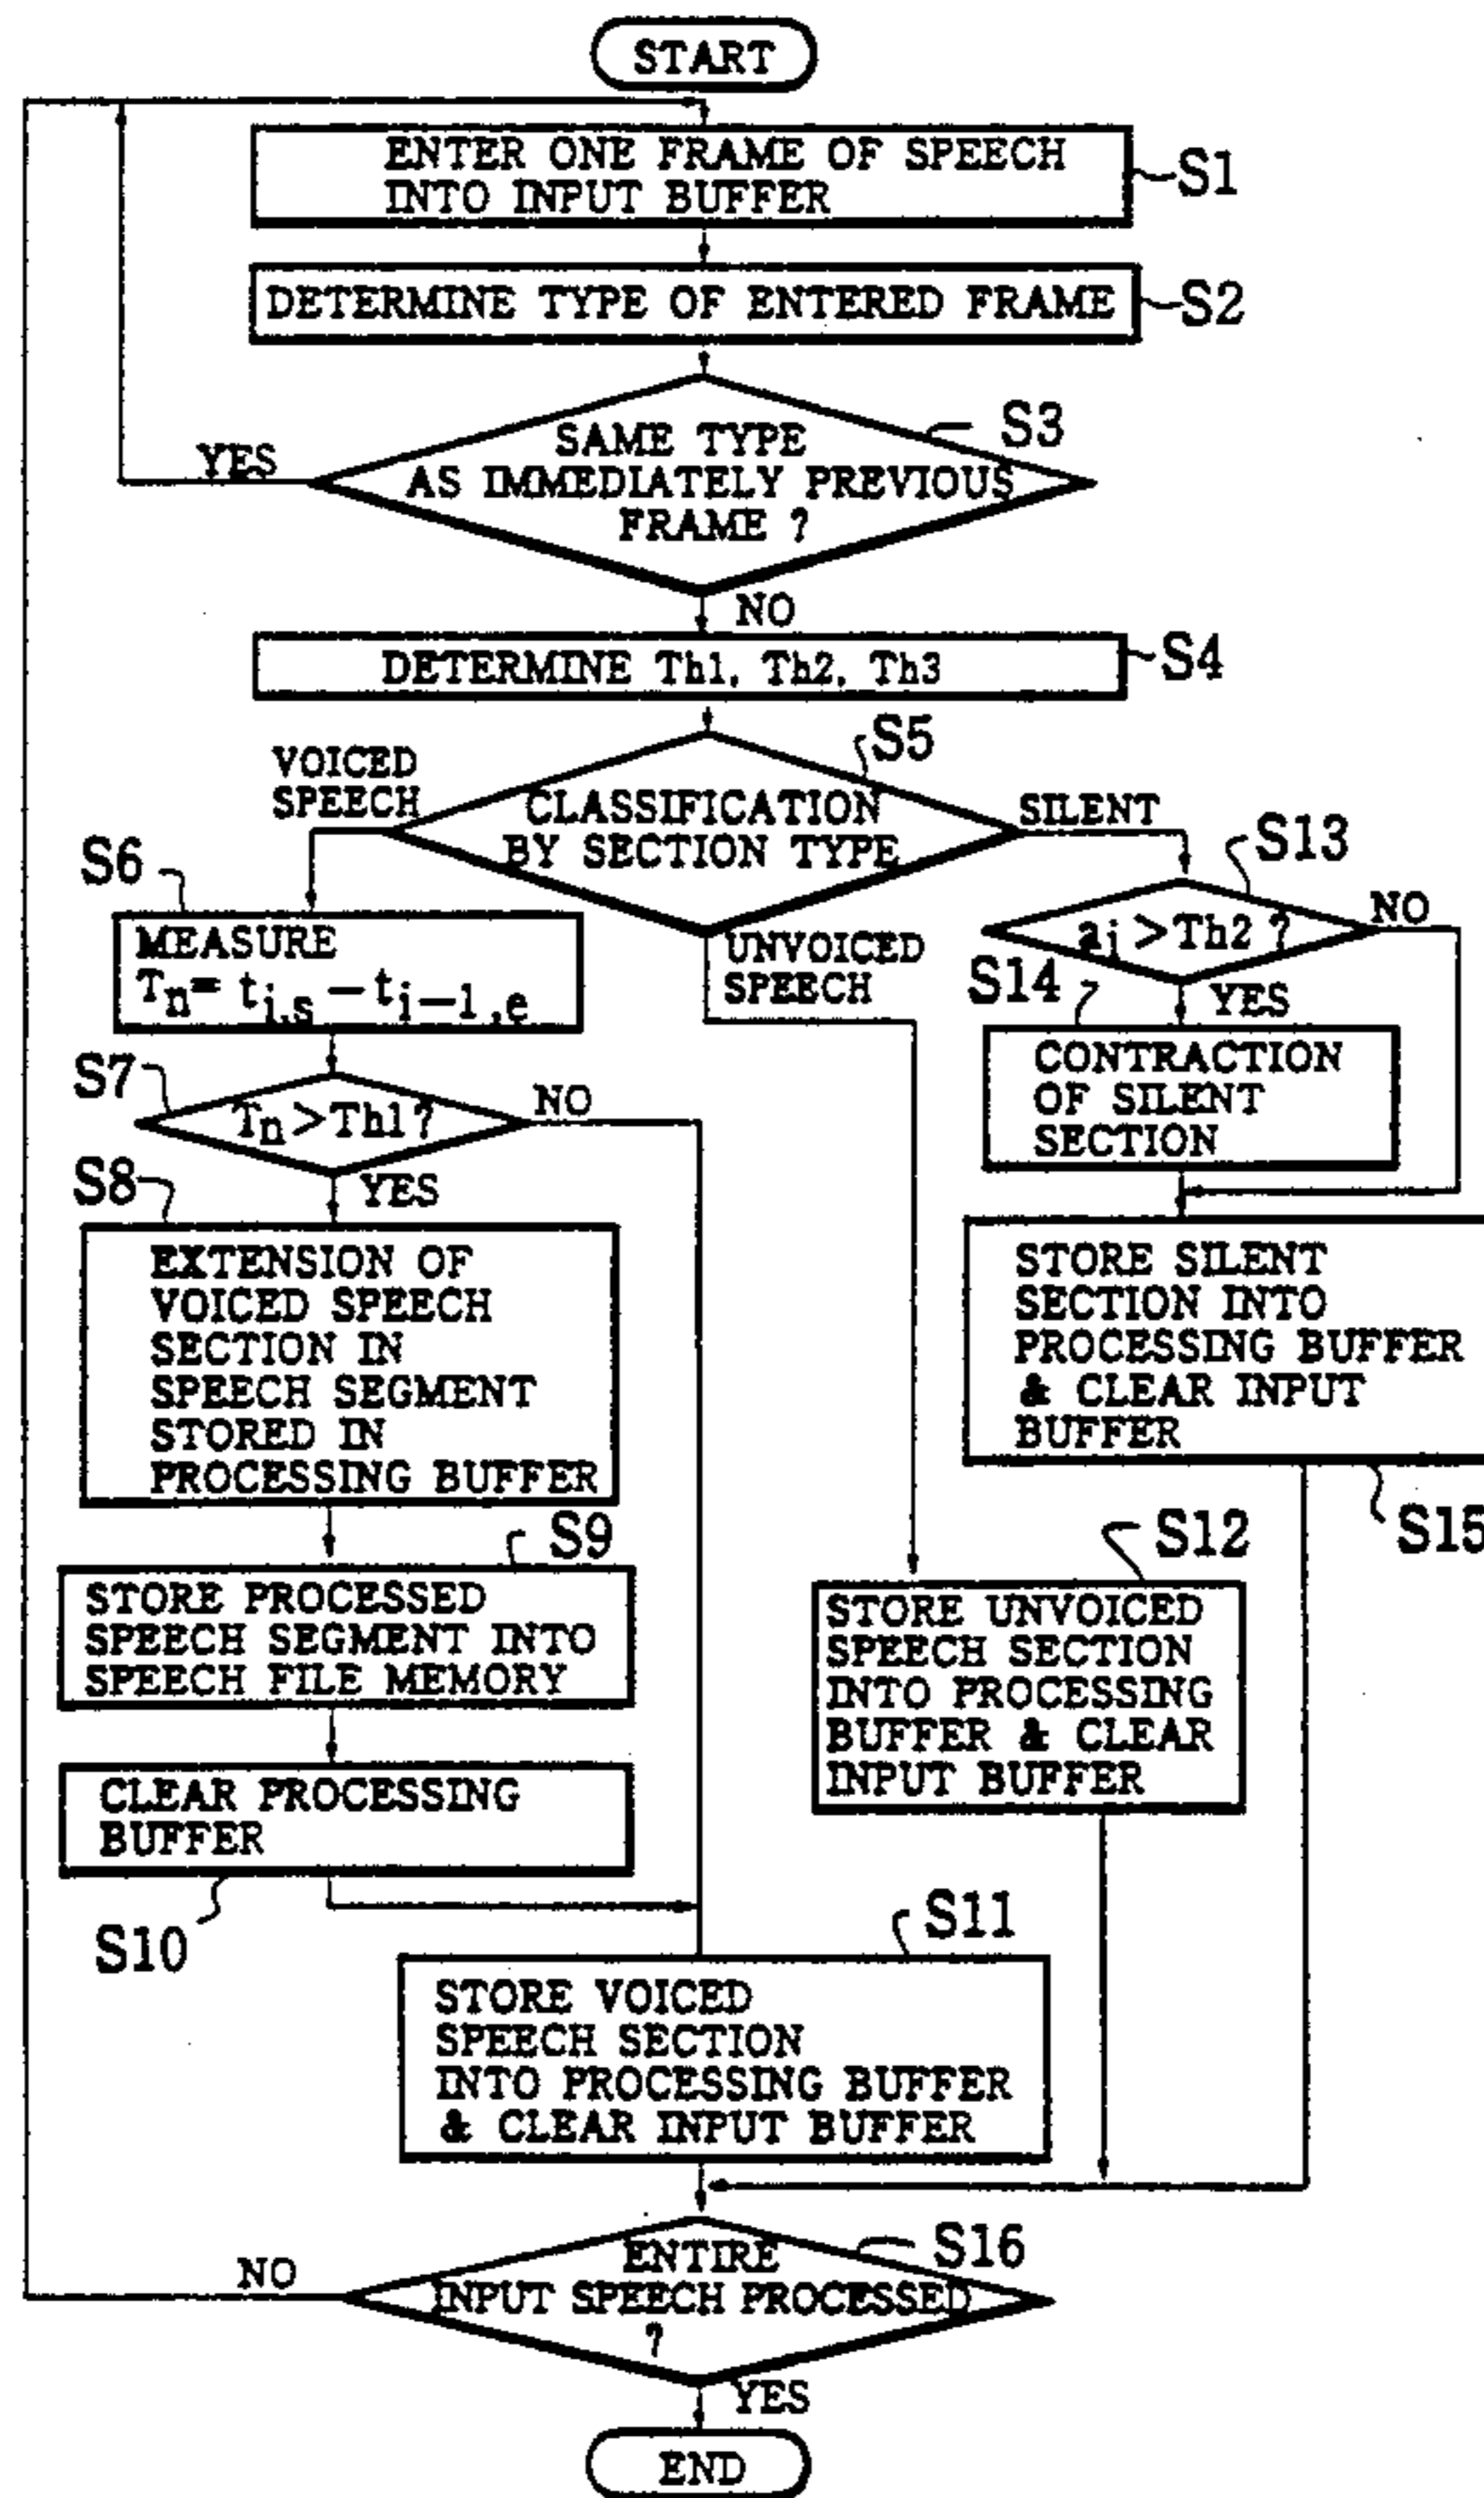 START
ENTER ONE FRAME OF SPEECH
INTO INPUT BUFFER
S1
DETERMINE TYPE OF ENTERED FRAME
S2
S3
SAME TYPE
AS IMMEDIATELY PREVIOUS
FRAME ?
YES
NO
DETERMINE Th1, Th2, Th3
S4
S5
VOICED
SPEECH
CLASSIFICATION
BY SECTION TYPE
SILENT
UNVOICED
SPEECH
S6
MEASURE
Tn= ti,s −ti−1,e
S13
ai >Th2 ?
NO
S14
YES
CONTRACTION
OF SILENT
SECTION
S7
Tn>Th1?
NO
YES
S8
EXTENSION OF
VOICED SPEECH
SECTION IN
SPEECH SEGMENT
STORED IN
PROCESSING BUFFER
STORE SILENT
SECTION INTO
PROCESSING BUFFER
& CLEAR INPUT
BUFFER
S15
S9
STORE PROCESSED
SPEECH SEGMENT INTO
SPEECH FILE MEMORY
S12
STORE UNVOICED
SPEECH SECTION
INTO PROCESSING
BUFFER & CLEAR
INPUT BUFFER
CLEAR PROCESSING
BUFFER
S10
S11
STORE VOICED
SPEECH SECTION
INTO PROCESSING BUFFER
& CLEAR INPUT BUFFER
S16
ENTIRE
INPUT SPEECH PROCESSED
?
NO
YES
END